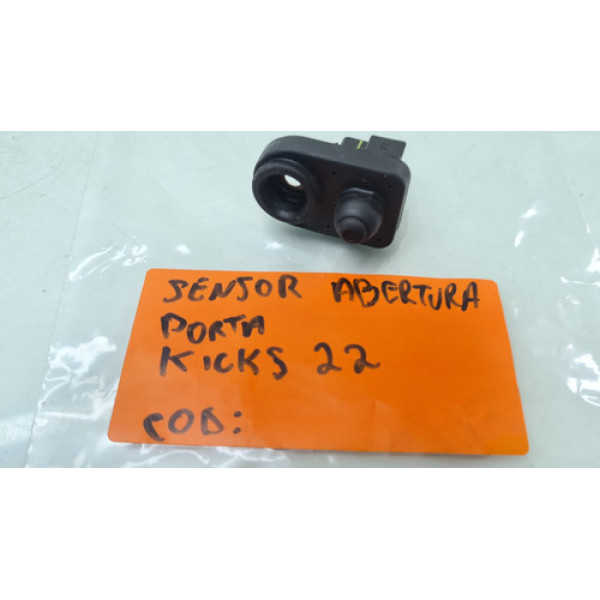 SENSOR ABERTURA
PORTA
KICKS 22
COD: